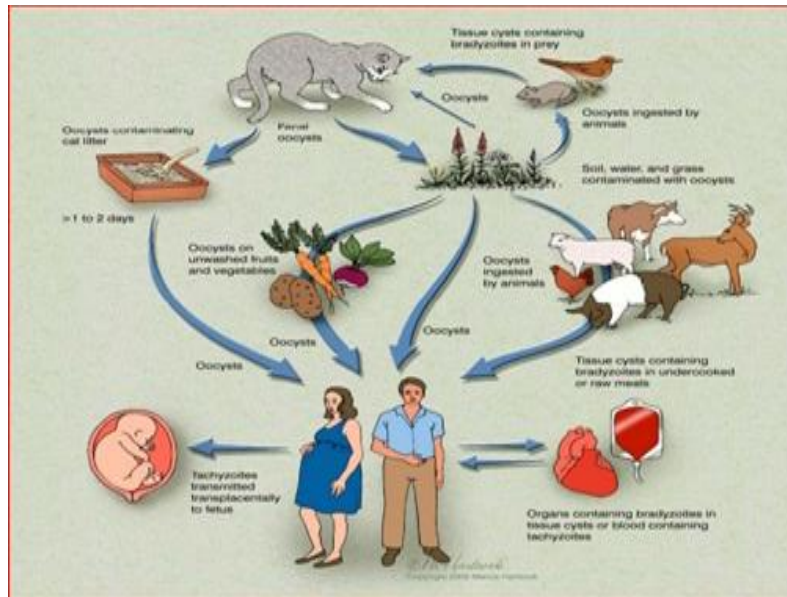 Tissue cysts containing
bradyzoites in prey
Oocysts
Oocysts ingested by
animals
Oocysts contaminating
cat litter
Fecal
oocysts
Soil, water, and grass
contaminated with oocysts
>1 to 2 days
Oocysts on
unwashed fruits
and vegetables
Oocysts
ingested
by animals
Oocysts
Oocysts
Oocysts
Tissue cysts containing
bradyzoites in undercooked
or raw meals
Tachyzoites
transmitted
transplacentally
to fetus
Organs containing bradyzoites in
tissue cysts or blood containing
tachyzoites
Copyright